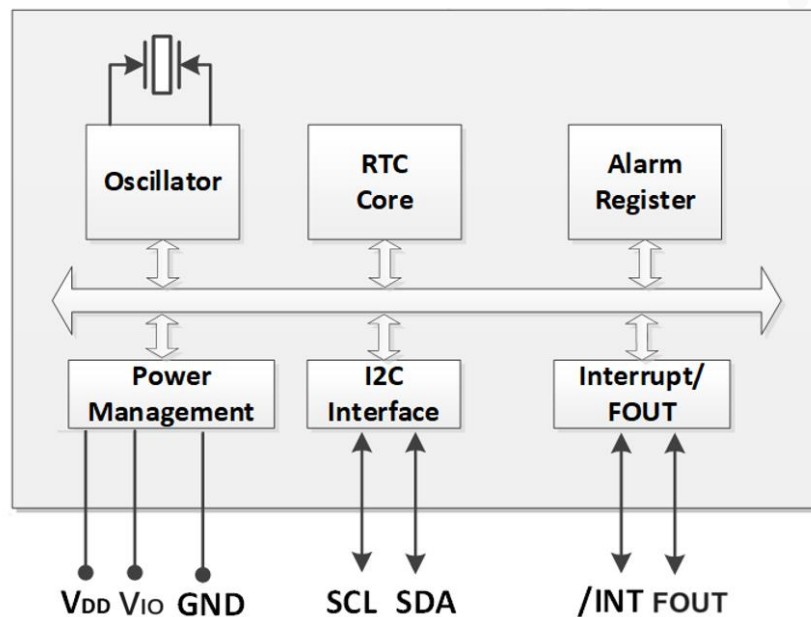 Oscillator
RTC
Core
Alarm
Register
Power
Management
I2C
Interface
Interrupt/
FOUT
VDD VIO GND
SCL SDA
/INT FOUT